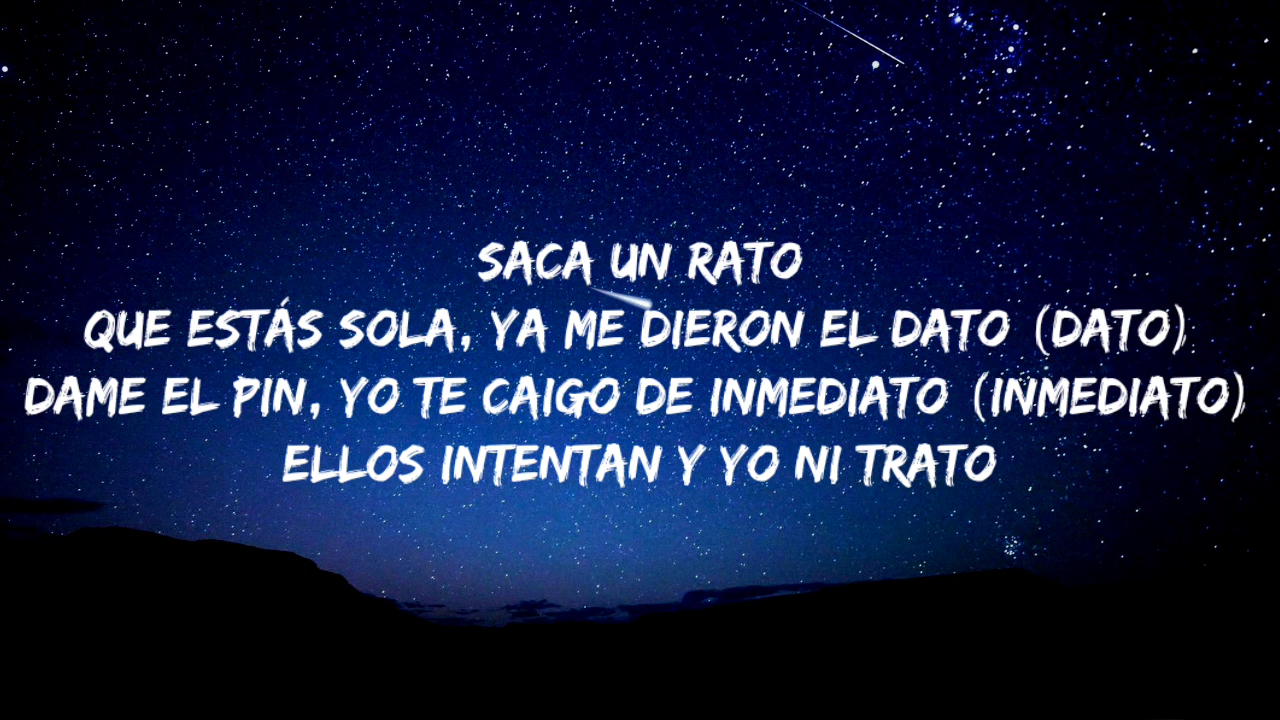 SACA UN RATO
QUE ESTÁS SOLA, YA ME DIERON EL DATO (DATO)
DAME EL PIN, YO TE CAIGO DE INMEDIATO (INMEDIATO)
ELLOS INTENTAN Y YO NI TRATO